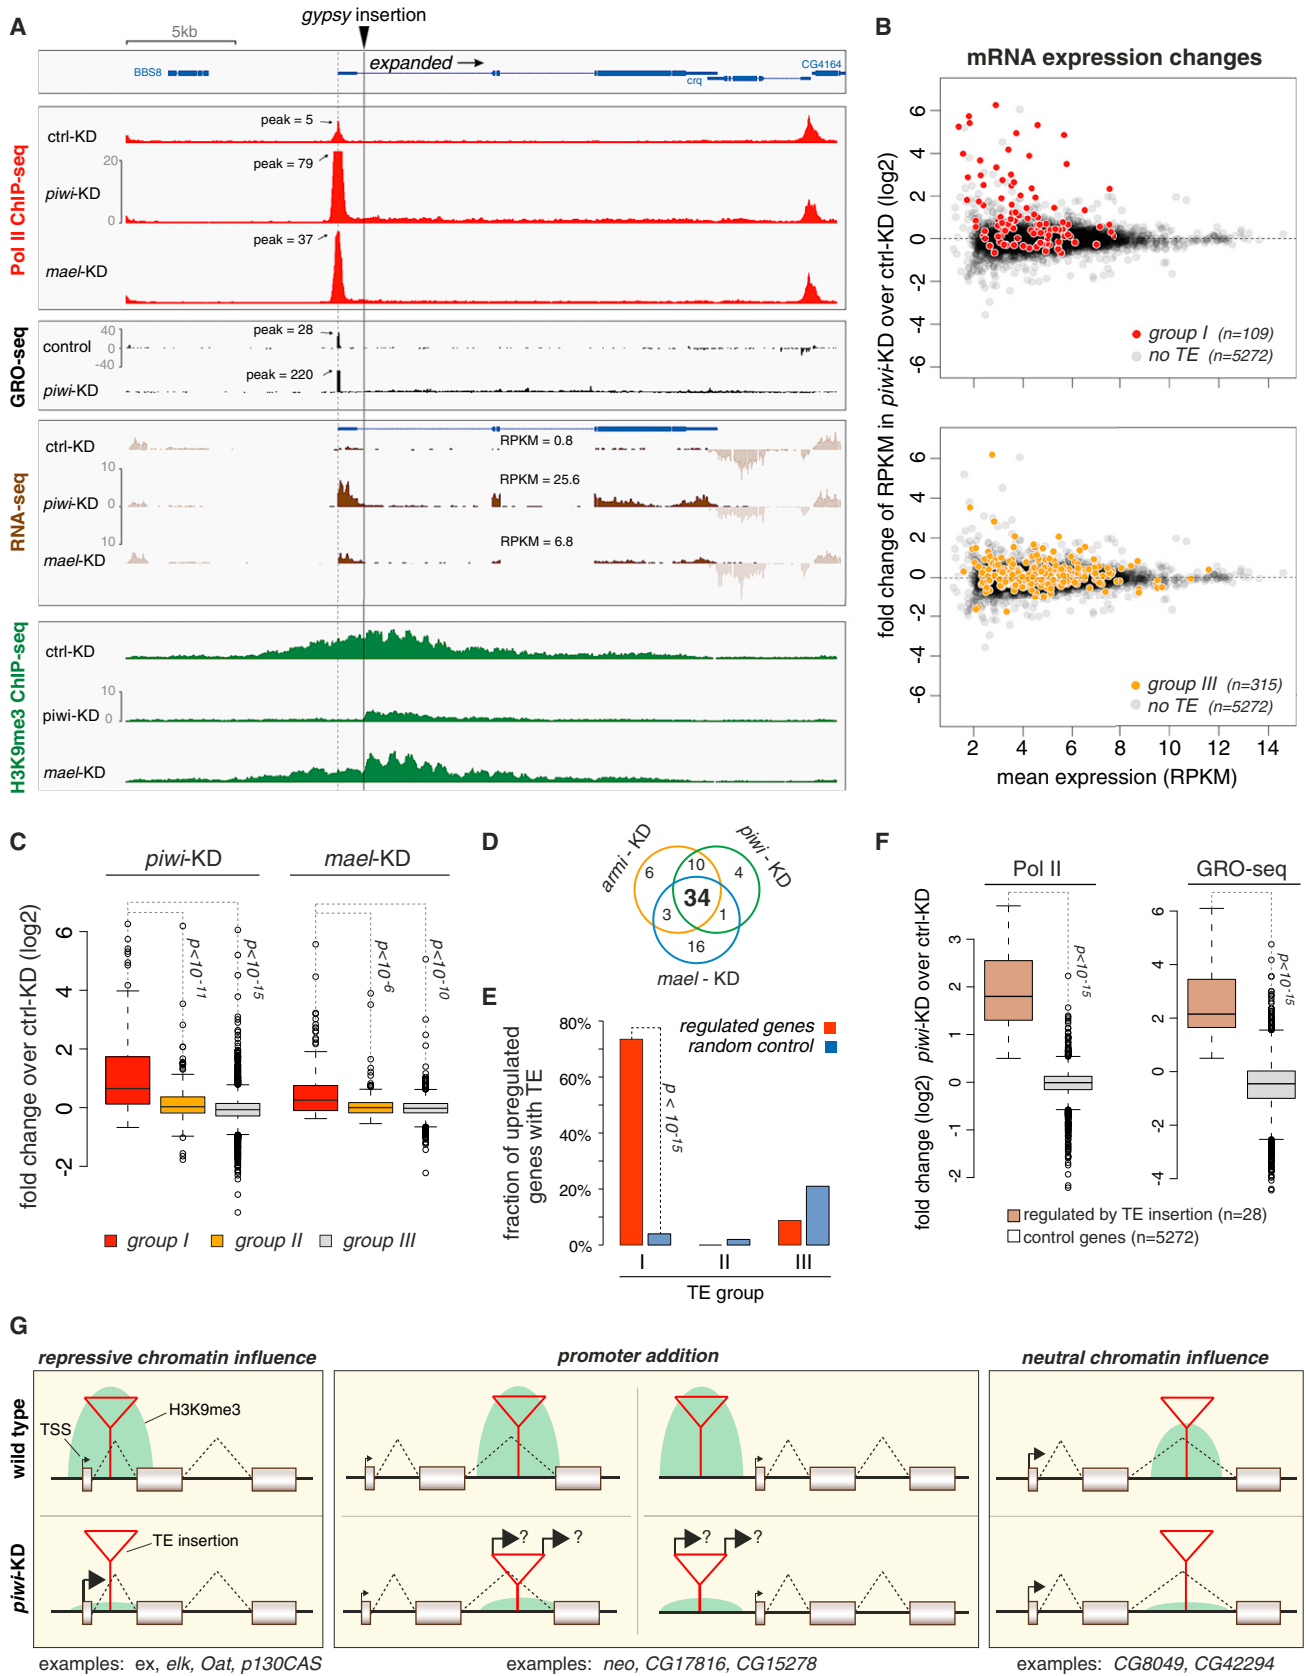 A
5kb
gypsy insertion
BBS8
expanded
crq
CG4164
Pol II ChIP-seq
ctrl-KD
peak = 5
20
peak = 79
piwi-KD
0
peak = 37
mael-KD
GRO-seq
40
control
0
-40
peak = 28
peak = 220
piwi-KD
RNA-seq
ctrl-KD
RPKM = 0.8
10
piwi-KD
0
RPKM = 25.6
10
mael-KD
RPKM = 6.8
H3K9me3 ChIP-seq
ctrl-KD
10
piwi-KD
0
mael-KD
B
mRNA expression changes
fold change of RPKM in piwi-KD over ctrl-KD (log2)
6
4
2
0
-2
-4
-6
group I (n=109)
no TE (n=5272)
6
4
2
0
-2
-4
-6
group III (n=315)
no TE (n=5272)
2 4 6 8 10 12 14
mean expression (RPKM)
C
piwi-KD
mael-KD
fold change over ctrl-KD (log2)
6
4
2
0
-2
p<10-11
p<10-15
p<10-6
p<10-10
group I
group II
group III
D
armi - KD
piwi - KD
6
10
4
34
3
1
16
mael - KD
E
fraction of upregulated
genes with TE
80%
60%
40%
20%
0%
regulated genes
random control
p < 10-15
I II III
TE group
F
Pol II
GRO-seq
fold change (log2) piwi-KD over ctrl-KD
3
2
1
0
-1
-2
p<10-15
6
4
2
0
-2
-4
p<10-15
regulated by TE insertion (n=28)
control genes (n=5272)
G
repressive chromatin influence
promoter addition
neutral chromatin influence
wild type
TSS
H3K9me3
piwi-KD
TE insertion
? ?
? ?
examples: ex, elk, Oat, p130CAS
examples: neo, CG17816, CG15278
examples: CG8049, CG42294